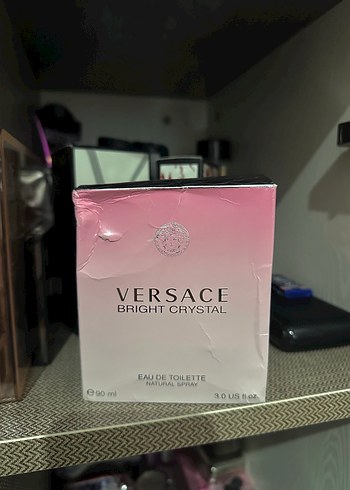 VERSACE
BRIGHT CRYSTAL
EAU DE TOILETTE
NATURAL SPRAY
℮90 ml 3.0 US fl.oz.